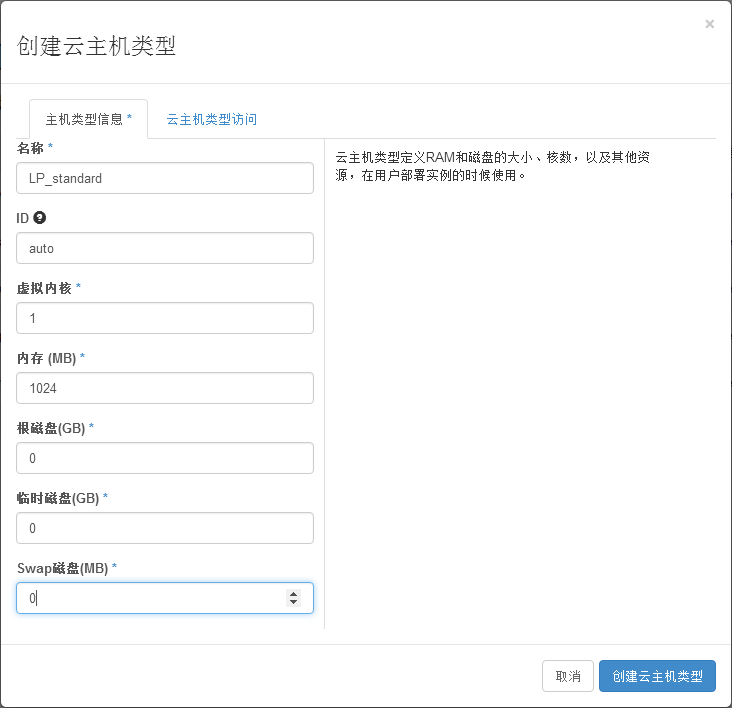 创建云主机类型
×
主机类型信息 *
云主机类型访问
名称 *
LP_standard
ID ?
auto
虚拟内核 *
1
内存 (MB) *
1024
根磁盘(GB) *
0
临时磁盘(GB) *
0
Swap磁盘(MB) *
0
云主机类型定义RAM和磁盘的大小、核数，以及其他资
源，在用户部署实例的时候使用。
取消
创建云主机类型